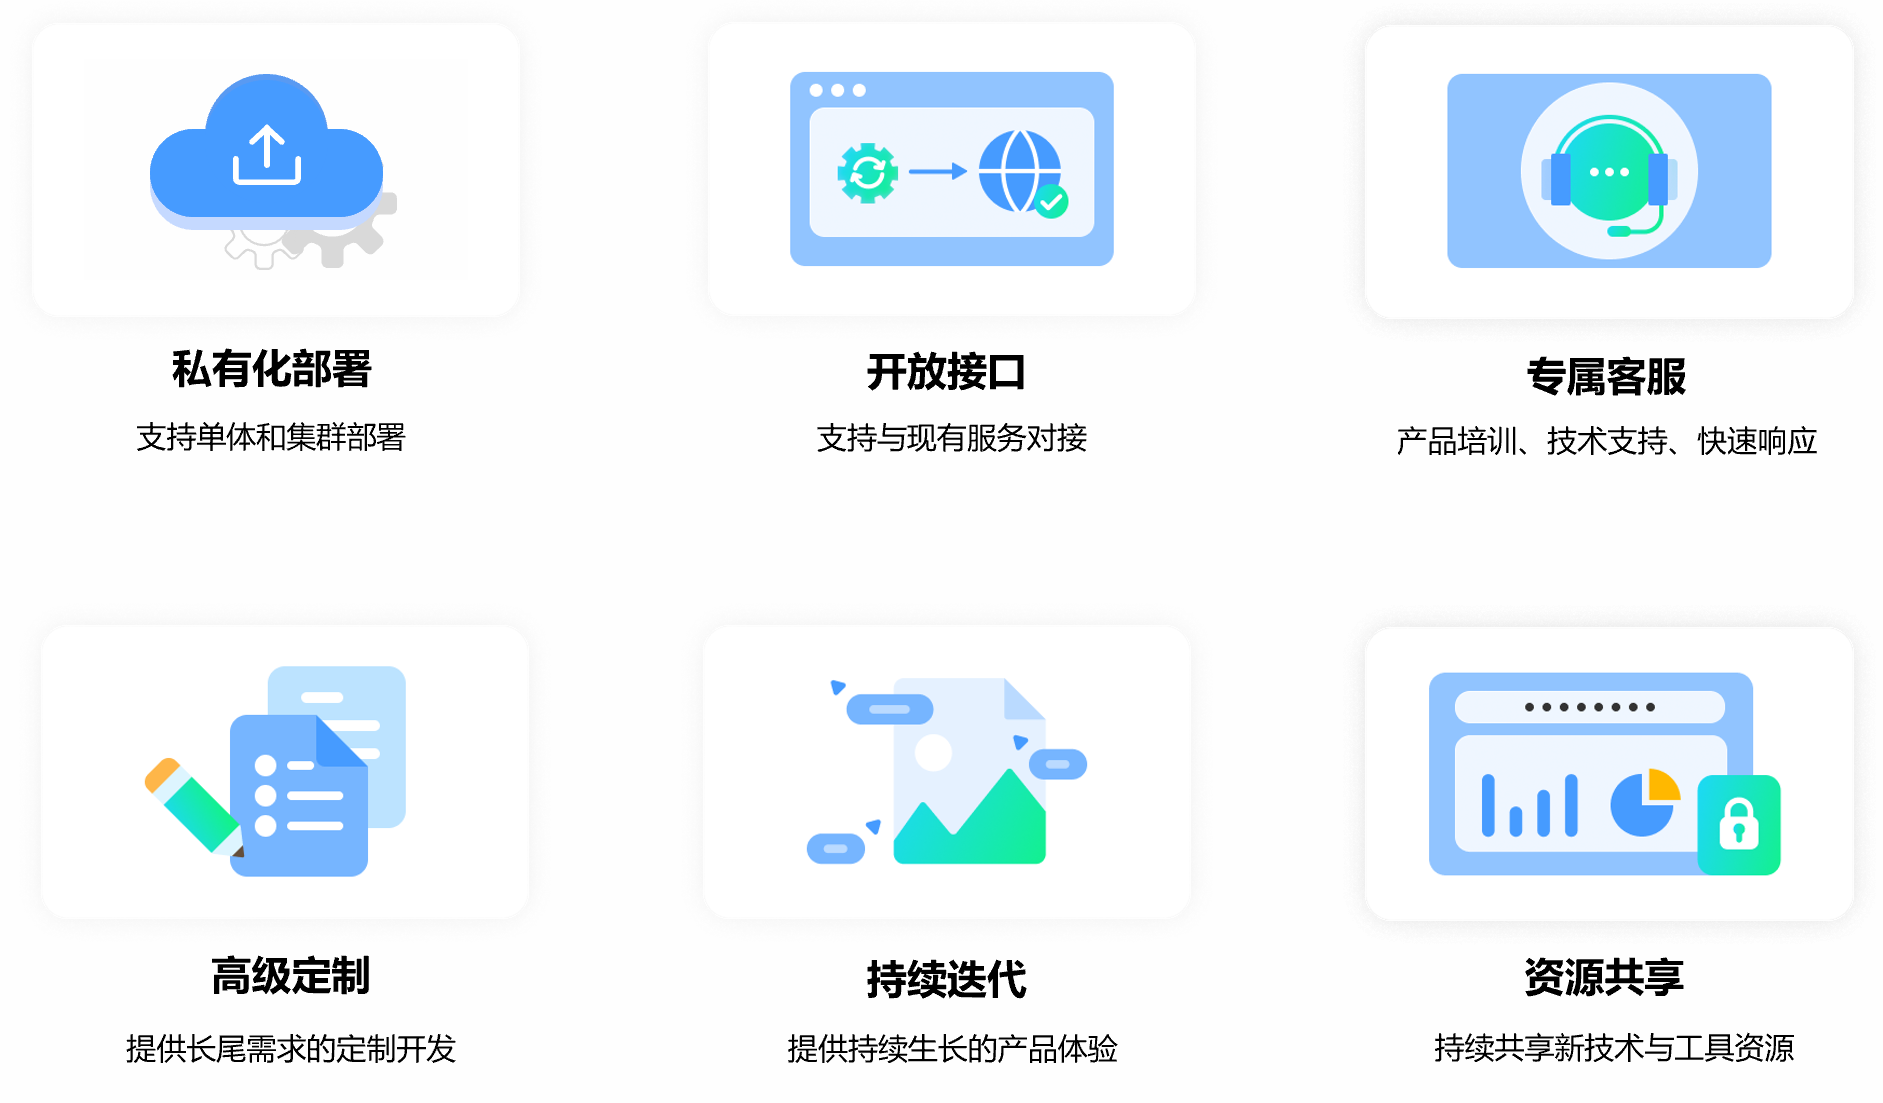 私有化部署
支持单体和集群部署
开放接口
支持与现有服务对接
专属客服
产品培训、技术支持、快速响应
高级定制
提供长尾需求的定制开发
持续迭代
提供持续生长的产品体验
资源共享
持续共享新技术与工具资源